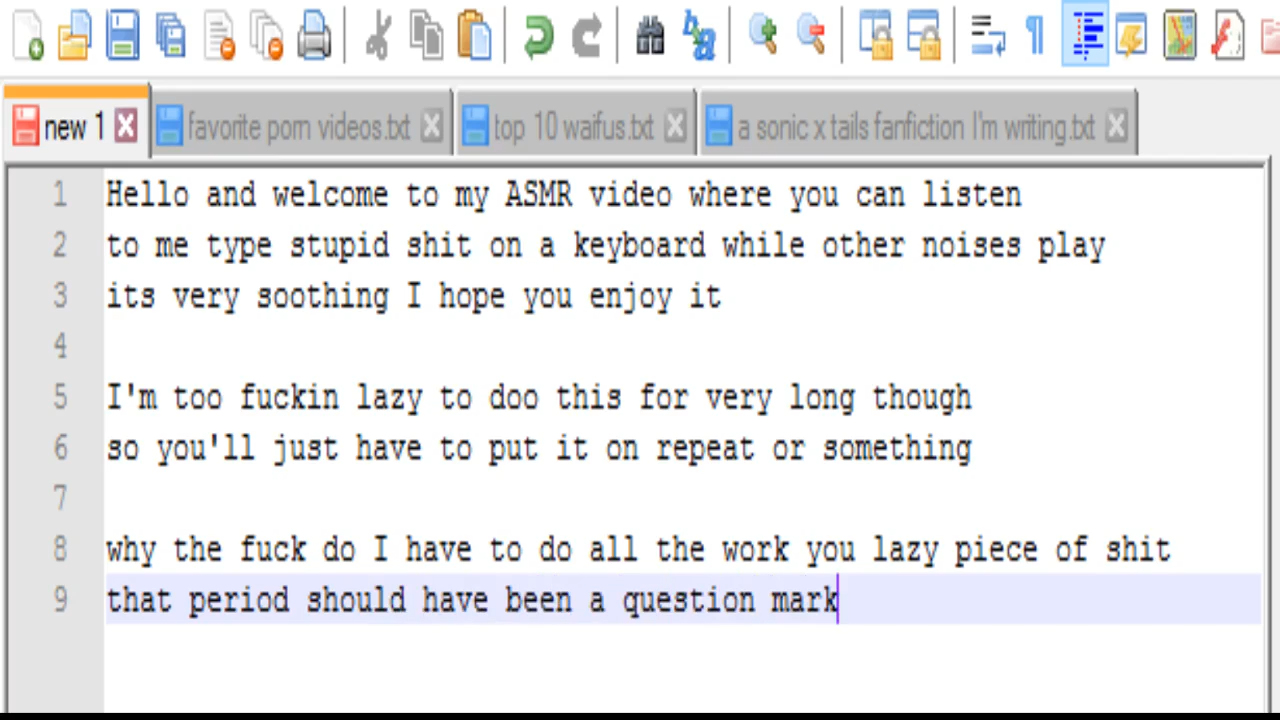 new 1 favorite porn videos.txt top 10 waifus.txt a sonic x tails fanfiction I'm writing.txt
1 Hello and welcome to my ASMR video where you can listen
2 to me type stupid shit on a keyboard while other noises play
3 its very soothing I hope you enjoy it
4
5 I'm too fuckin lazy to doo this for very long though
6 so you'll just have to put it on repeat or something
7
8 why the fuck do I have to do all the work you lazy piece of shit
9 that period should have been a question mark